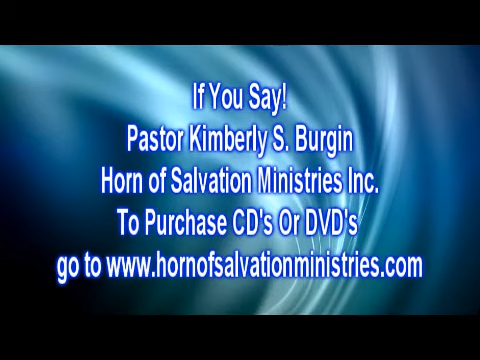 If You Say!
Pastor Kimberly S. Burgin
Horn of Salvation Ministries Inc.
To Purchase CD's Or DVD's
go to www.hornofsalvationministries.com